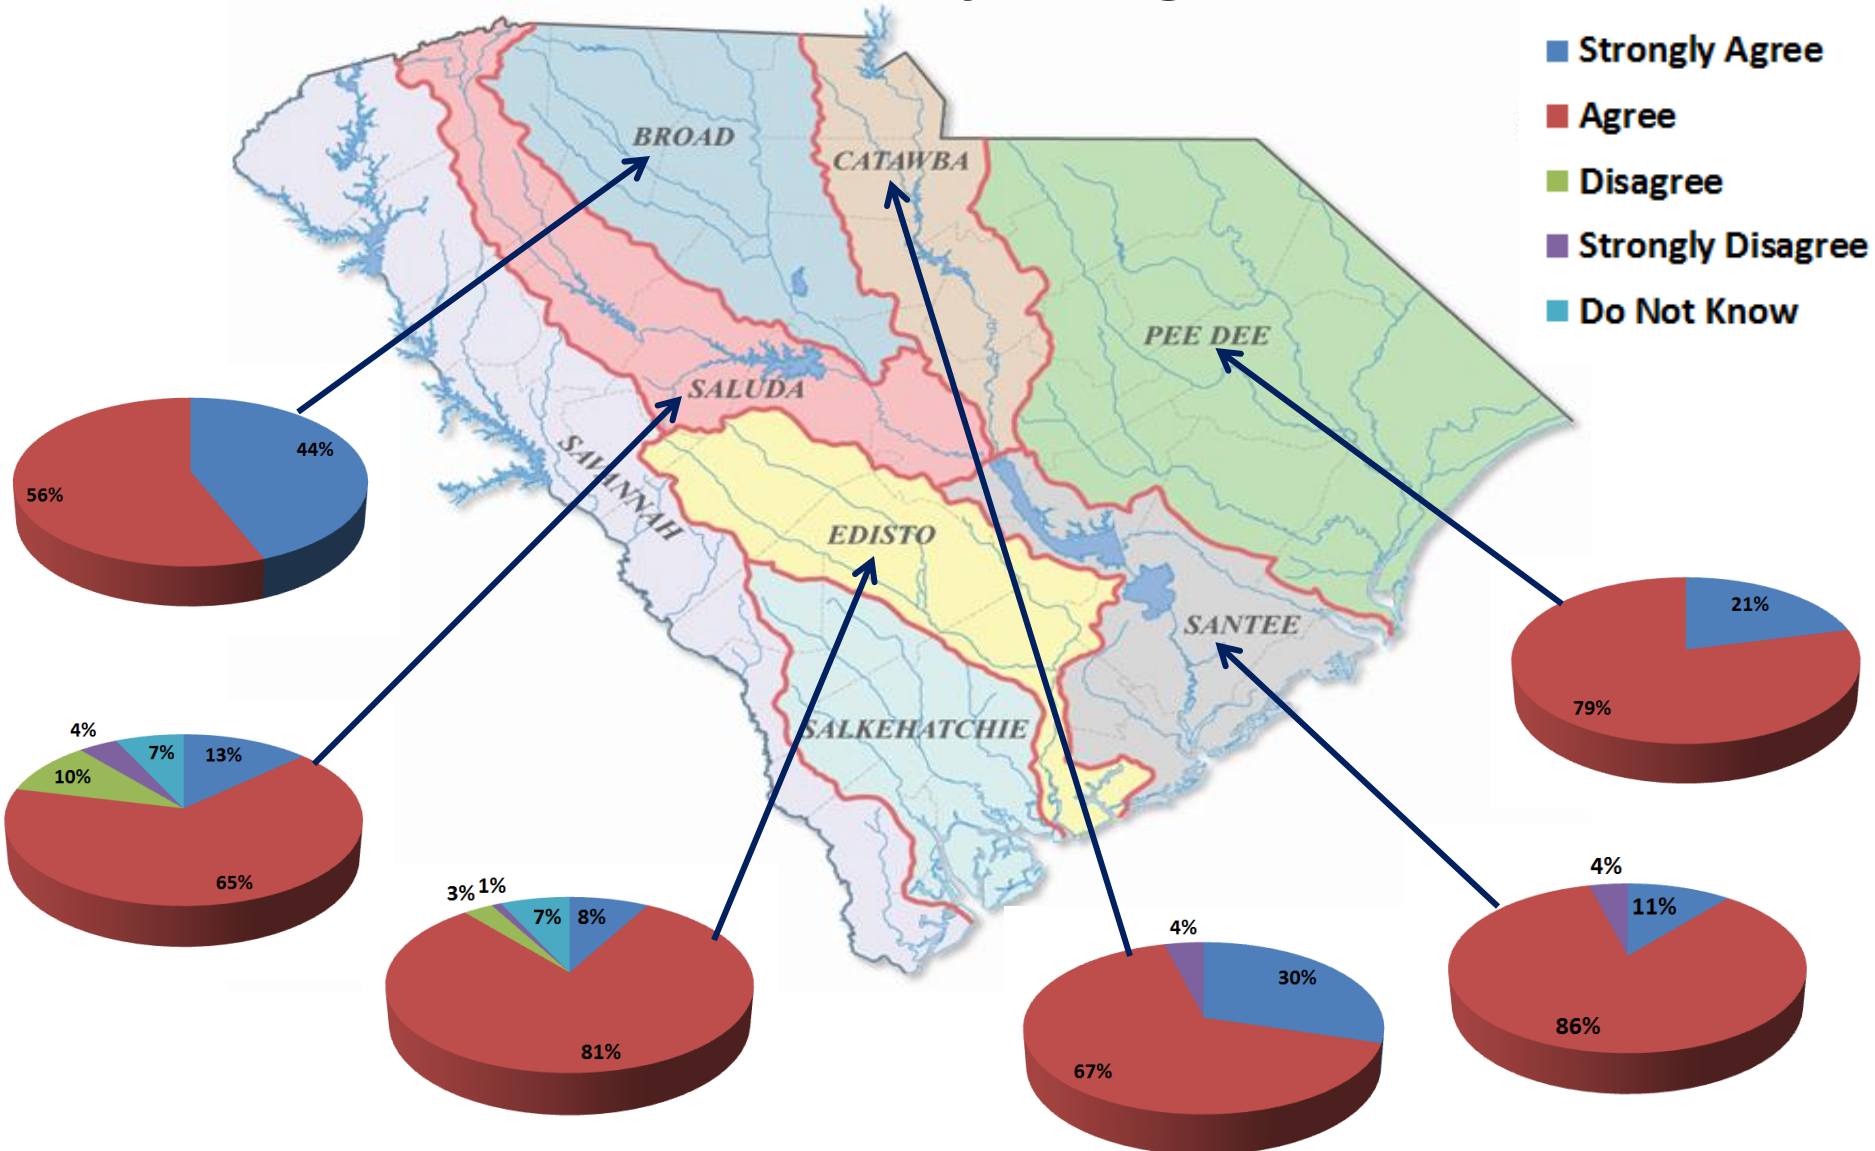 Strongly Agree
Agree
Disagree
Strongly Disagree
Do Not Know
BROAD
CATAWBA
PEE DEE
SALUDA
SAVANNAH
EDISTO
SANTEE
SALKEHATCHIE
44%
56%
21%
79%
4%
7%
13%
10%
65%
3%
1%
7%
8%
81%
4%
30%
67%
4%
11%
86%